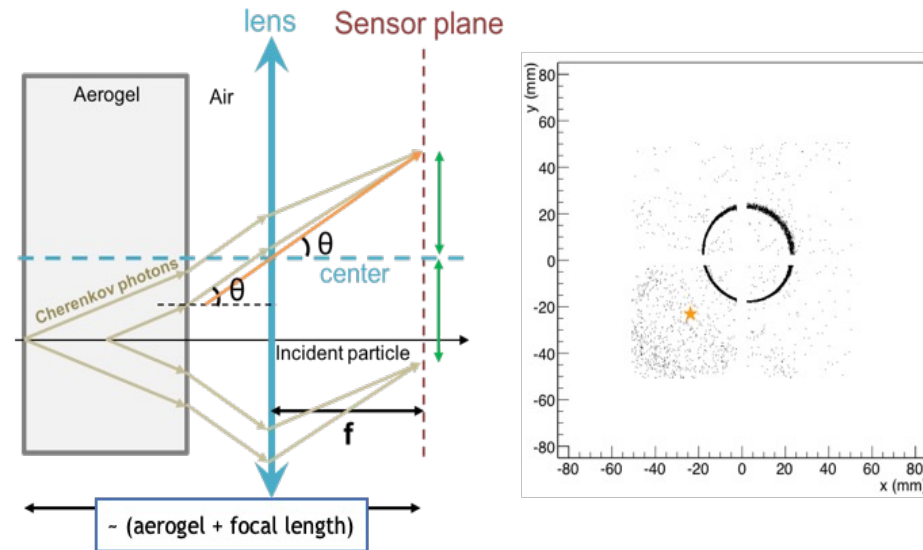 lens
Sensor plane
Aerogel
Air
θ
θ
center
Cherenkov photons
Incident particle
f
~ (aerogel + focal length)
y (mm)
80
60
40
20
0
-20
-40
-60
-80
-80 -60 -40 -20 0 20 40 60 80
x (mm)